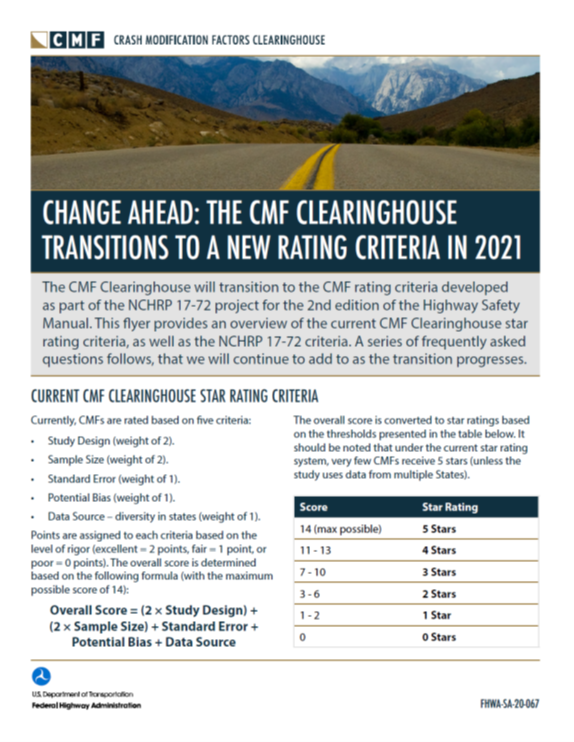 CMF CRASH MODIFICATION FACTORS CLEARINGHOUSE
CHANGE AHEAD: THE CMF CLEARINGHOUSE
TRANSITIONS TO A NEW RATING CRITERIA IN 2021
The CMF Clearinghouse will transition to the CMF rating criteria developed
as part of the NCHRP 17-72 project for the 2nd edition of the Highway Safety
Manual. This flyer provides an overview of the current CMF Clearinghouse star
rating criteria, as well as the NCHRP 17-72 criteria. A series of frequently asked
questions follows, that we will continue to add to as the transition progresses.
CURRENT CMF CLEARINGHOUSE STAR RATING CRITERIA
Currently, CMFs are rated based on five criteria:
• Study Design (weight of 2).
• Sample Size (weight of 2).
• Standard Error (weight of 1).
• Potential Bias (weight of 1).
• Data Source – diversity in states (weight of 1).
Points are assigned to each criteria based on the
level of rigor (excellent = 2 points, fair = 1 point, or
poor = 0 points). The overall score is determined
based on the following formula (with the maximum
possible score of 14):
Overall Score = (2 × Study Design) +
(2 × Sample Size) + Standard Error +
Potential Bias + Data Source
The overall score is converted to star ratings based
on the thresholds presented in the table below. It
should be noted that under the current star rating
system, very few CMFs receive 5 stars (unless the
study uses data from multiple States).
Score Star Rating
14 (max possible) 5 Stars
11 - 13 4 Stars
7 - 10 3 Stars
3 - 6 2 Stars
1 - 2 1 Star
0 0 Stars
U.S. Department of Transportation
Federal Highway Administration
FHWA-SA-20-067